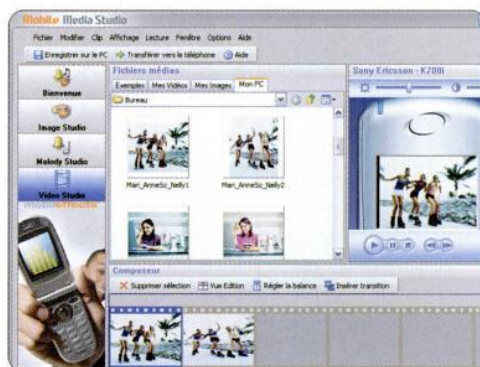 Mobile Media Studio
Fichier Modifier Clip Affichage Lecture Fenêtre Options Aide
Enregistrer sur le PC Transférer vers le téléphone Aide
Bienvenue
Image Studio
Melody Studio
Video Studio
mobileffects
Fichiers médias
Exemples Mes Vidéos Mes Images Mon PC
Bureau
Mari_AnneSo_Nelly1 Mari_AnneSo_Nelly2
Sony Ericsson - K700i
Composeur
Supprimer sélection Vue Edition Régler la balance Insérer transition